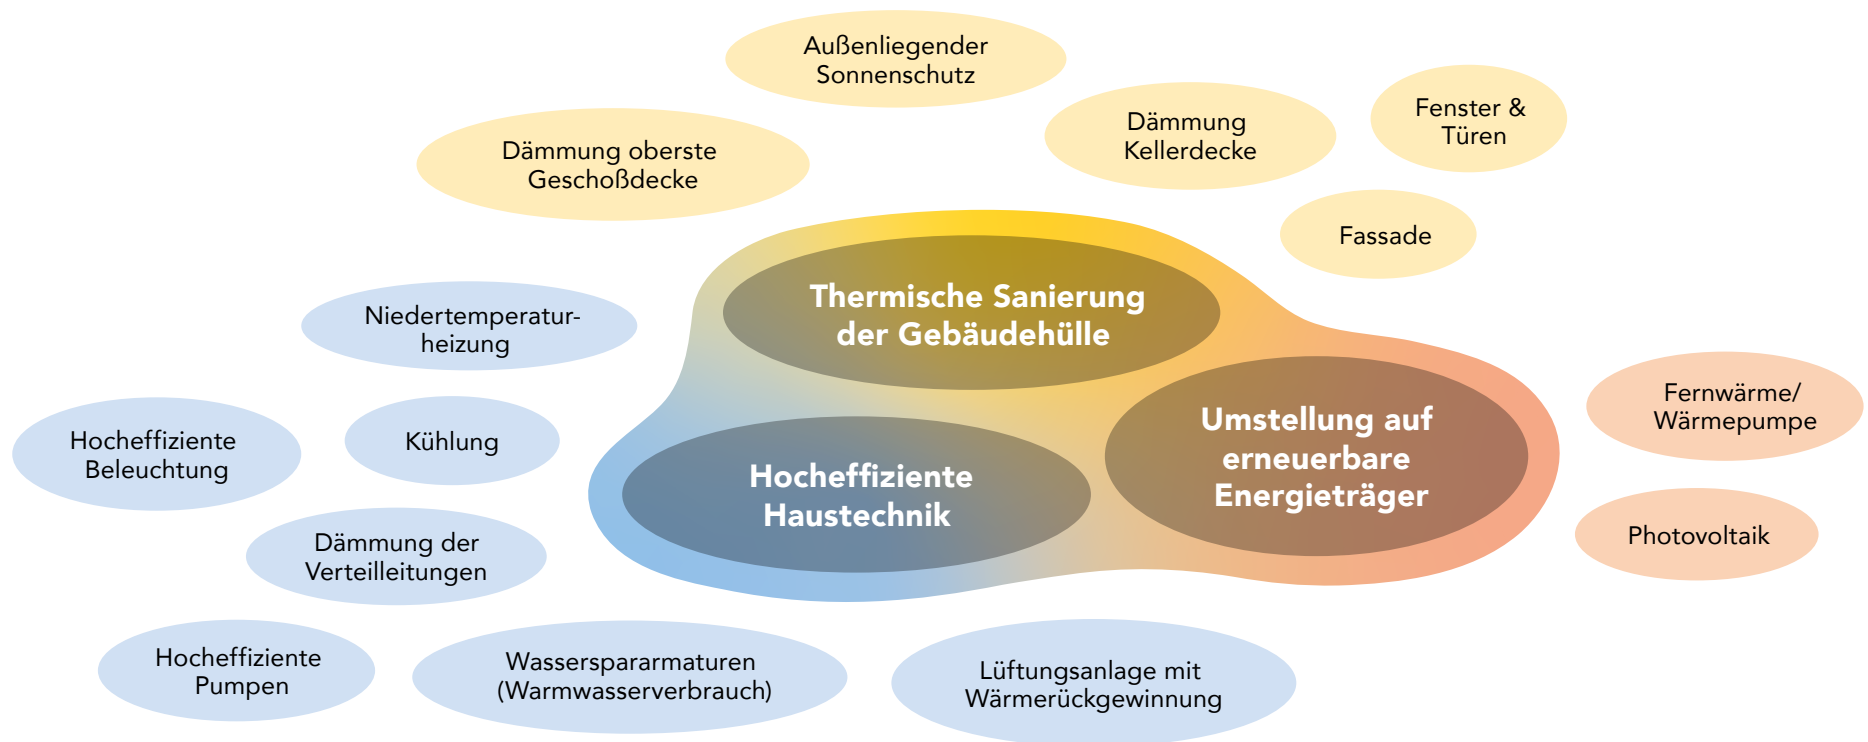 Außenliegender
Sonnenschutz
Dämmung oberste
Geschoßdecke
Dämmung
Kellerdecke
Fenster &
Türen
Fassade
Thermische Sanierung
der Gebäudehülle
Niedertemperatur-
heizung
Hocheffiziente
Beleuchtung
Kühlung
Hocheffiziente
Haustechnik
Umstellung auf
erneuerbare
Energieträger
Fernwärme/
Wärmepumpe
Photovoltaik
Dämmung der
Verteilleitungen
Hocheffiziente
Pumpen
Wasserspararmaturen
(Warmwasserverbrauch)
Lüftungsanlage mit
Wärmerückgewinnung